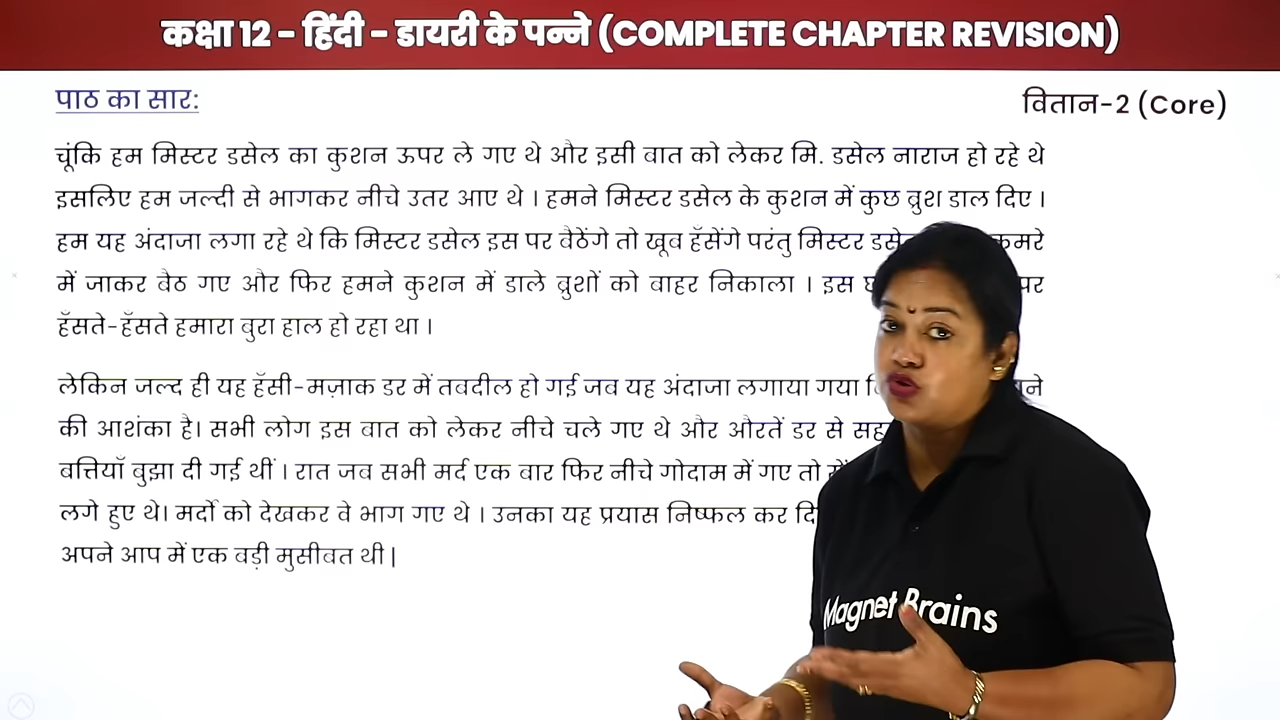 कक्षा 12 - हिंदी - डायरी के पन्ने (COMPLETE CHAPTER REVISION)
पाठ का सार:
वितान-2 (Core)
चूंकि हम मिस्टर डसेल का कुशन ऊपर ले गए थे और इसी बात को लेकर मि. डसेल नाराज हो रहे थे
इसलिए हम जल्दी से भागकर नीचे उतर आए थे । हमने मिस्टर डसेल के कुशन में कुछ ब्रुश डाल दिए ।
हम यह अंदाजा लगा रहे थे कि मिस्टर डसेल इस पर बैठेंगे तो खूब हँसेंगे परंतु मिस्टर कमरे
में जाकर बैठ गए और फिर हमने कुशन में डाले ब्रुशों को बाहर निकाला । इस पर
हँसते-हँसते हमारा बुरा हाल हो रहा था ।
लेकिन जल्द ही यह हँसी-मज़ाक डर में तबदील हो गई जब यह अंदाजा लगाया गया
की आशंका है। सभी लोग इस बात को लेकर नीचे चले गए थे और औरतें डर से
बत्तियाँ बुझा दी गई थीं । रात जब सभी मर्द एक बार फिर नीचे गोदाम में गए तो
लगे हुए थे। मर्दो को देखकर वे भाग गए थे । उनका यह प्रयास निष्फल कर
अपने आप में एक बड़ी मुसीबत थी |
Magnet Brains